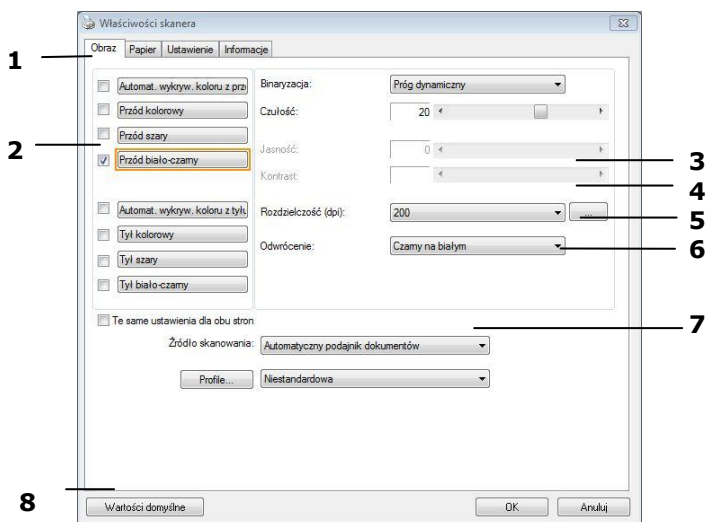 Właściwości skanera
Obraz Papier Ustawienie Informacje
1
Automat. wykryw. koloru z prz
Binaryzacja: Próg dynamiczny
Przód kolorowy
Czułość: 20
Przód szary
2
Jasność: 0
3
Przód biało-czarny
Kontrast:
4
Automat. wykryw. koloru z tyłu
Rozdzielczość (dpi): 200 ...
5
Tył kolorowy
Odwrócenie: Czarny na białym
6
Tył szary
Tył biało-czarny
Te same ustawienia dla obu stron
7
Źródło skanowania: Automatyczny podajnik dokumentów
Profile... Niestandardowa
8
Wartości domyślne OK Anuluj